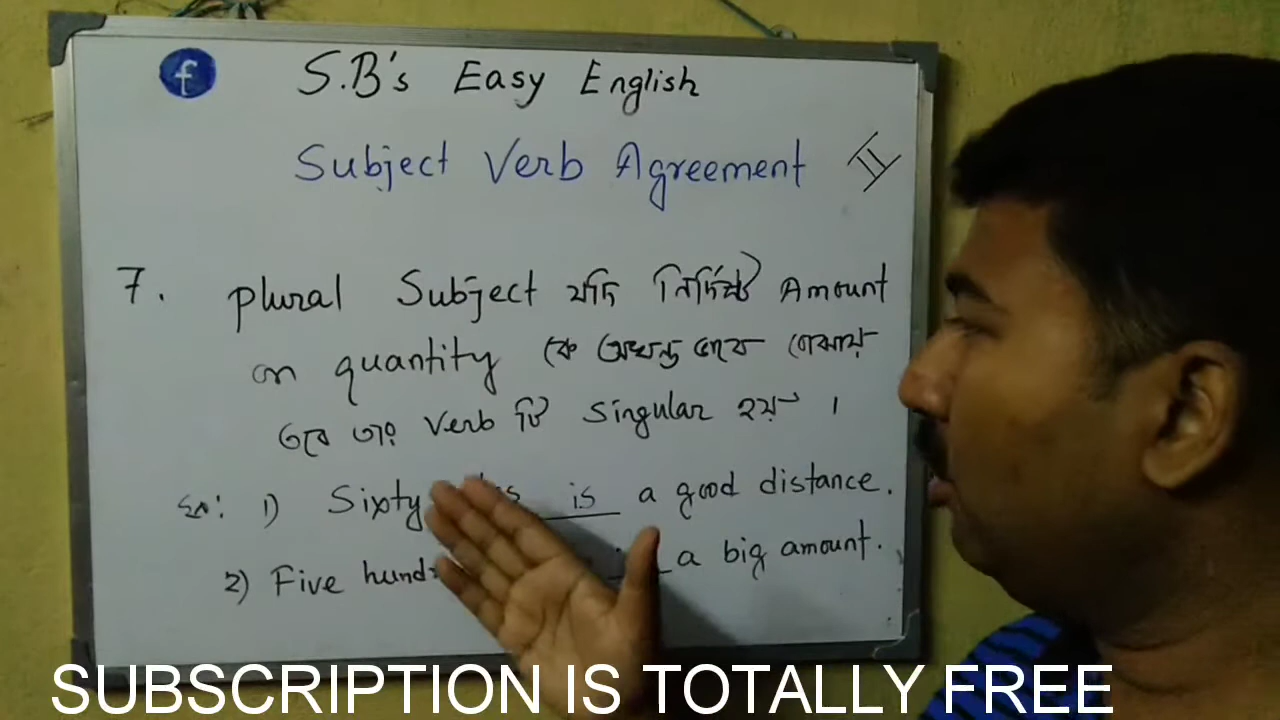 f
S.B's Easy English
Subject Verb Agreement II
7. plural Subject যদি নির্দিষ্ট Amount
or quantity কে অখন্ড ভাবে বোঝায়
তবে তার verb টি singular হয় ।
Ex: 1) Sixty is a good distance.
2) Five a big amount.
SUBSCRIPTION IS TOTALLY FREE